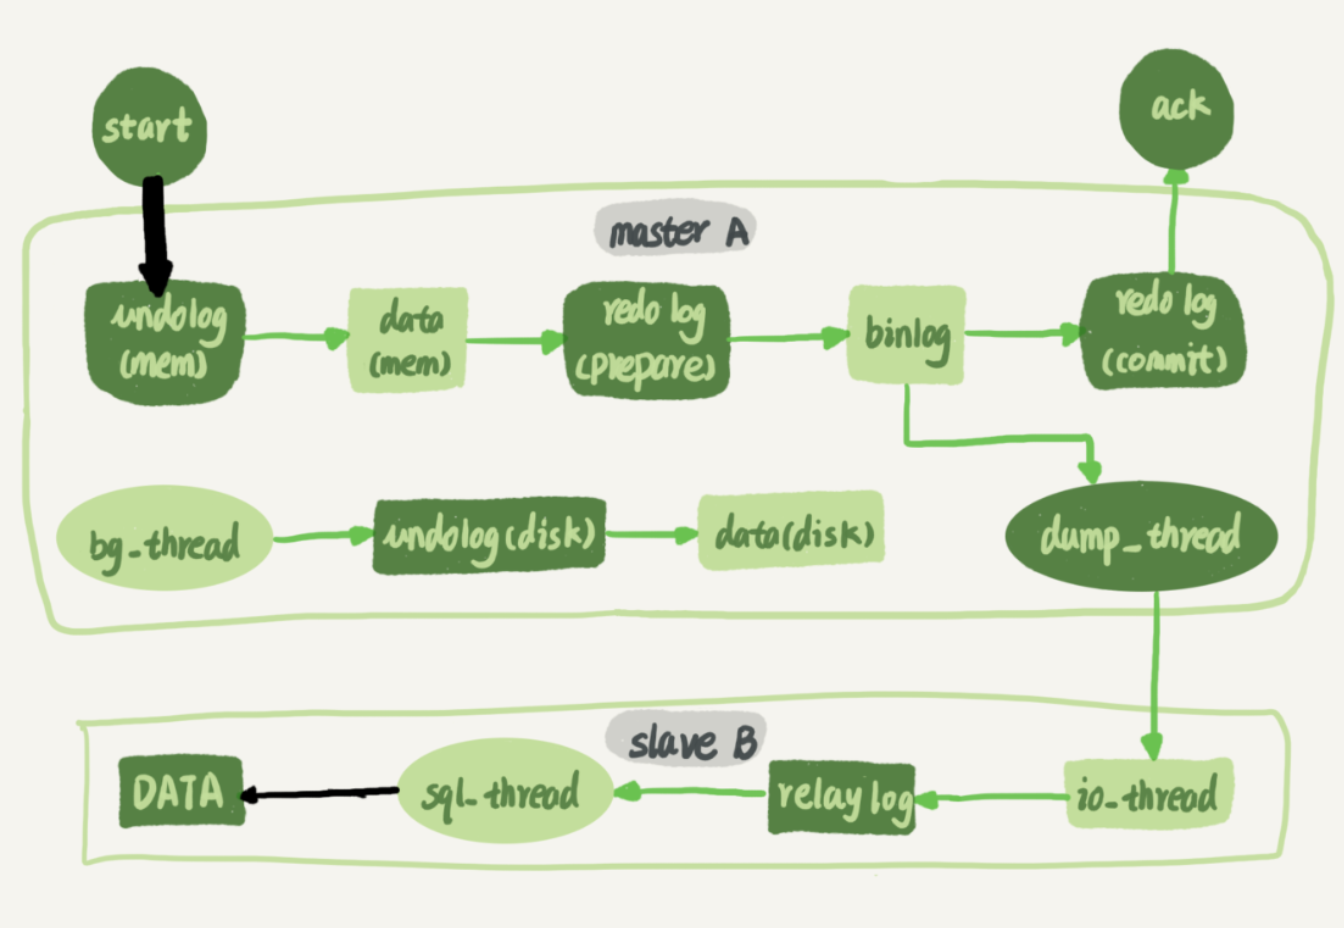 start
ack
master A
undolog
(mem)
data
(mem)
redo log
(prepare)
binlog
redo log
(commit)
bg_thread
undolog(disk)
data(disk)
dump_thread
slave B
DATA
sql_thread
relay log
io_thread